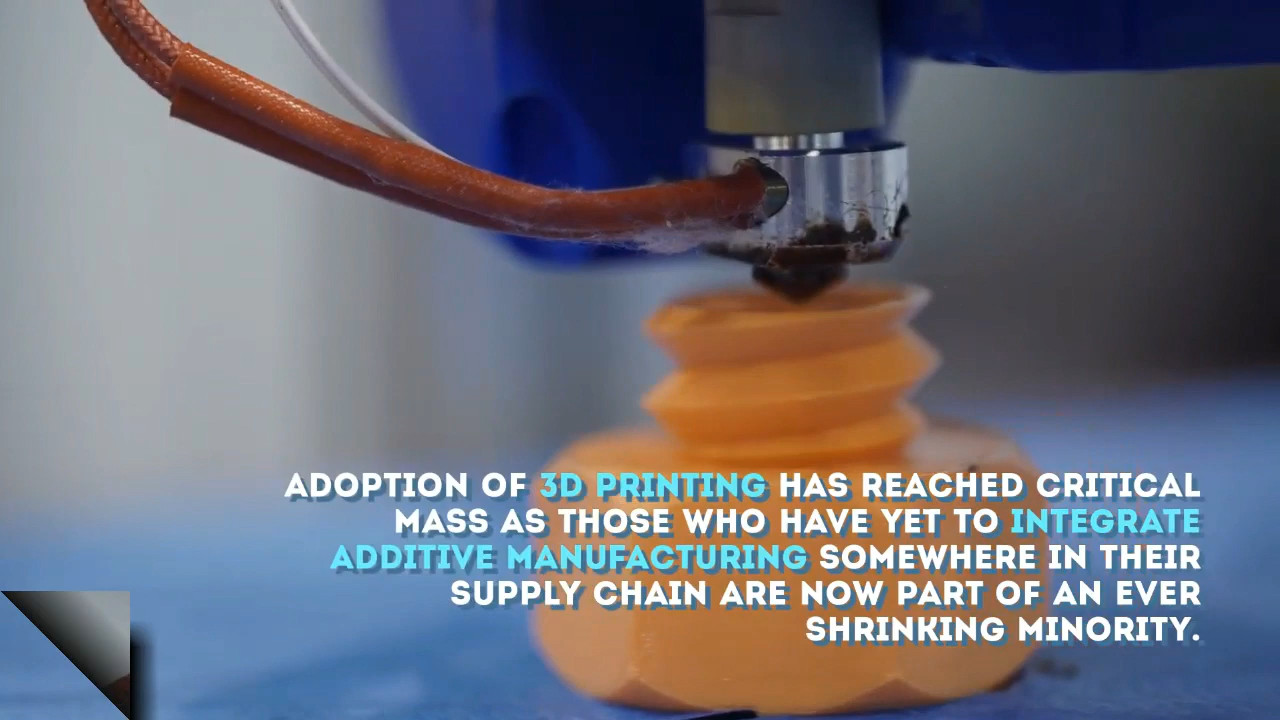 ADOPTION OF 3D PRINTING HAS REACHED CRITICAL
MASS AS THOSE WHO HAVE YET TO INTEGRATE
ADDITIVE MANUFACTURING SOMEWHERE IN THEIR
SUPPLY CHAIN ARE NOW PART OF AN EVER
SHRINKING MINORITY.